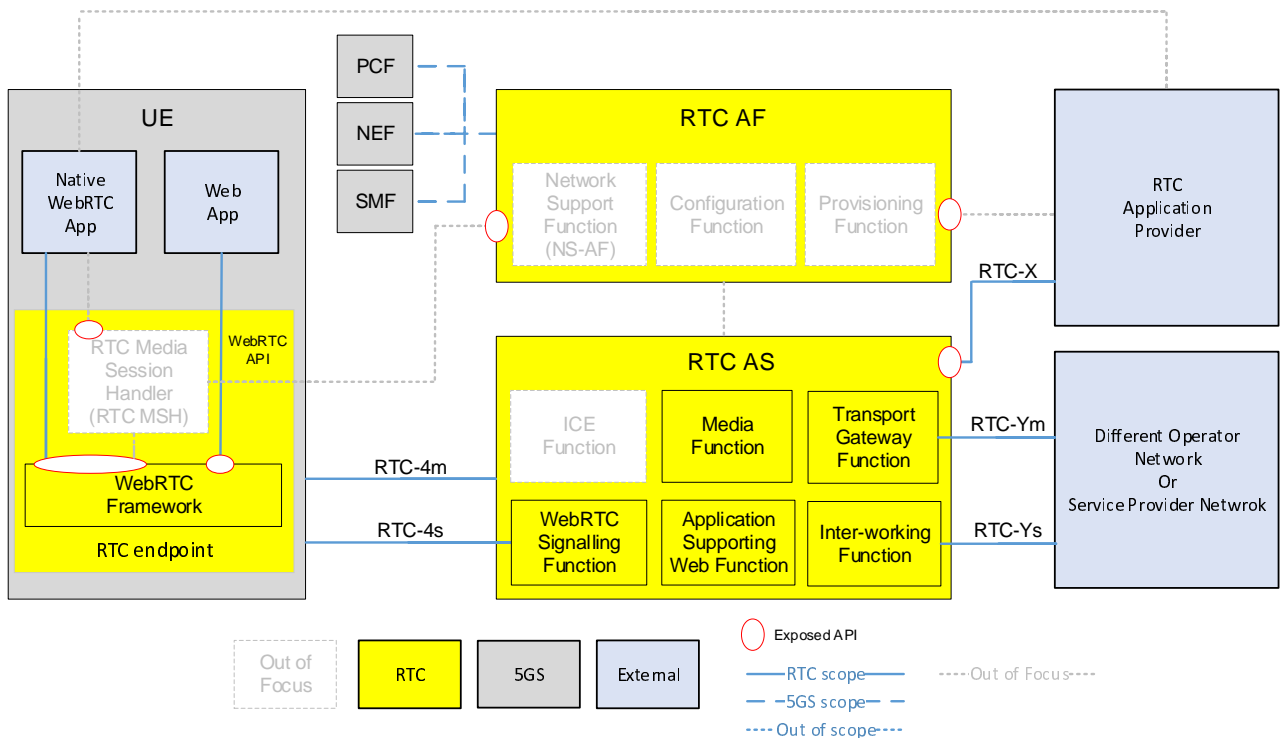 PCF
NEF
SMF
UE
Native
WebRTC
App
Web
App
RTC Media
Session
Handler
(RTC MSH)
WebRTC
API
WebRTC
Framework
RTC endpoint
RTC AF
Network
Support
Function
(NS-AF)
Configuration
Function
Provisioning
Function
RTC
Application
Provider
RTC-X
RTC AS
ICE
Function
Media
Function
Transport
Gateway
Function
WebRTC
Signalling
Function
Application
Supporting
Web Function
Inter-working
Function
RTC-4m
RTC-4s
RTC-Ym
RTC-Ys
Different Operator
Network
Or
Service Provider Netwrok
Out of
Focus
RTC
5GS
External
Exposed API
RTC scope
5GS scope
Out of scope
Out of Focus